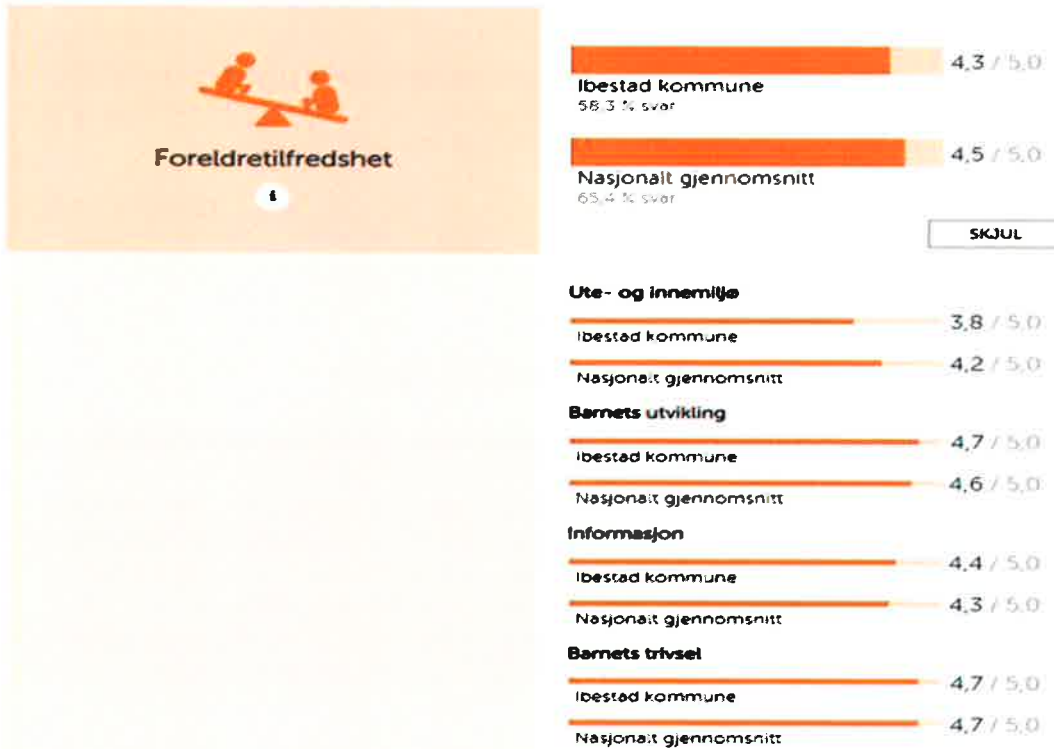 Foreldretilfredshet
i
4,3 / 5,0
Ibestad kommune
58,3 % svar
4,5 / 5,0
Nasjonalt gjennomsnitt
65,4 % svar
SKJUL
Ute- og innemiljø
3,8 / 5,0
Ibestad kommune
4,2 / 5,0
Nasjonalt gjennomsnitt
Barnets utvikling
4,7 / 5,0
Ibestad kommune
4,6 / 5,0
Nasjonalt gjennomsnitt
Informasjon
4,4 / 5,0
Ibestad kommune
4,3 / 5,0
Nasjonalt gjennomsnitt
Barnets trivsel
4,7 / 5,0
Ibestad kommune
4,7 / 5,0
Nasjonalt gjennomsnitt